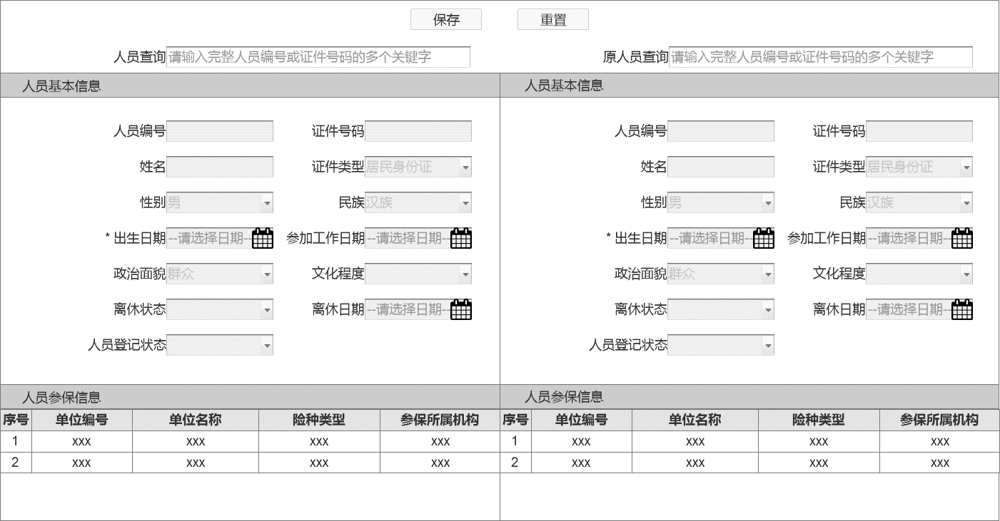 保存 重置
人员查询 请输入完整人员编号或证件号码的多个关键字 原人员查询 请输入完整人员编号或证件号码的多个关键字
人员基本信息 人员基本信息
人员编号 证件号码 人员编号 证件号码
姓名 证件类型 居民身份证 姓名 证件类型 居民身份证
性别 男 民族 汉族 性别 男 民族 汉族
* 出生日期 --请选择日期-- 参加工作日期 --请选择日期-- * 出生日期 --请选择日期-- 参加工作日期 --请选择日期--
政治面貌 群众 文化程度 政治面貌 群众 文化程度
离休状态 离休日期 --请选择日期-- 离休状态 离休日期 --请选择日期--
人员登记状态 人员登记状态
人员参保信息 人员参保信息
序号 单位编号 单位名称 险种类型 参保所属机构 序号 单位编号 单位名称 险种类型 参保所属机构
1 xxx xxx xxx xxx 1 xxx xxx xxx xxx
2 xxx xxx xxx xxx 2 xxx xxx xxx xxx